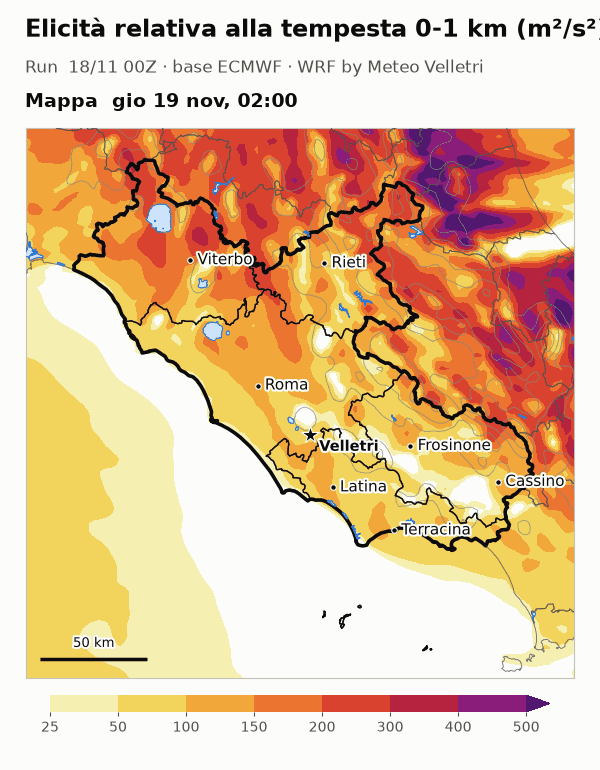 Elicità relativa alla tempesta 0-1 km (m²/s²)
Run  18/11 00Z · base ECMWF · WRF by Meteo Velletri
Mappa  gio 19 nov, 02:00
Viterbo
Rieti
Roma
Velletri
Frosinone
Cassino
Latina
Terracina
50 km
25 50 100 150 200 300 400 500